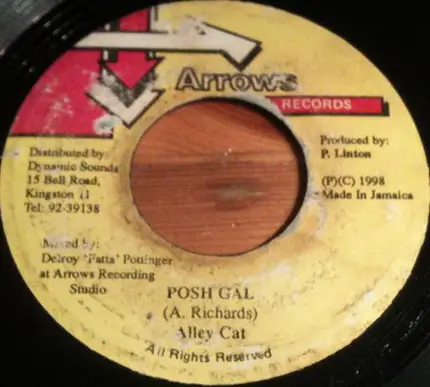 Arrows
RECORDS
Distributed by:
Dynamic Sounds
15 Bell Road,
Kingston 11
Tel: 92-39138
Produced by:
P. Linton
(P)(C) 1998
Made In Jamaica
Mixed by:
Delroy 'Fatta' Pottinger
at Arrows Recording
Studio
POSH GAL
(A. Richards)
Alley Cat
All Rights Reserved